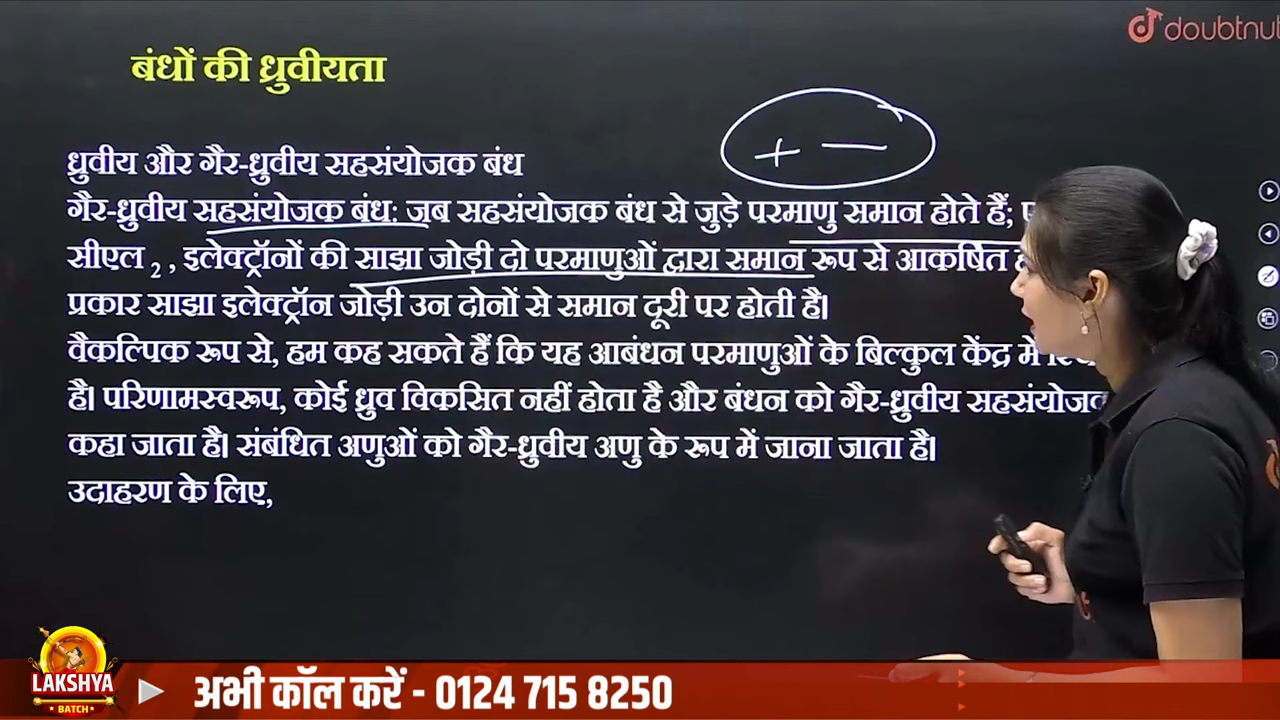 doubtnut
बंधों की ध्रुवीयता
+ −
ध्रुवीय और गैर-ध्रुवीय सहसंयोजक बंध
गैर-ध्रुवीय सहसंयोजक बंध: जब सहसंयोजक बंध से जुड़े परमाणु समान होते हैं;
सीएल 2 , इलेक्ट्रॉनों की साझा जोड़ी दो परमाणुओं द्वारा समान रूप से आकर्षित
प्रकार साझा इलेक्ट्रॉन जोड़ी उन दोनों से समान दूरी पर होती है।
वैकल्पिक रूप से, हम कह सकते हैं कि यह आबंधन परमाणुओं के बिल्कुल केंद्र में
है। परिणामस्वरूप, कोई ध्रुव विकसित नहीं होता है और बंधन को गैर-ध्रुवीय सहसंयोजक
कहा जाता है। संबंधित अणुओं को गैर-ध्रुवीय अणु के रूप में जाना जाता है।
उदाहरण के लिए,
LAKSHYA
BATCH
अभी कॉल करें - 0124 715 8250